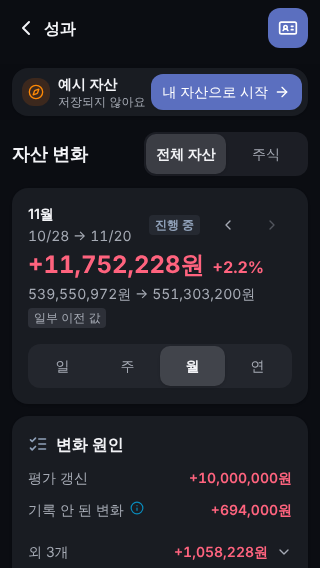 성과
예시 자산
저장되지 않아요
내 자산으로 시작 →
자산 변화
전체 자산
주식
11월
10/28 → 11/20
진행 중
+11,752,228원 +2.2%
539,550,972원 → 551,303,200원
일부 이전 값
일
주
월
연
변화 원인
평가 갱신
+10,000,000원
기록 안 된 변화
+694,000원
외 3개
+1,058,228원